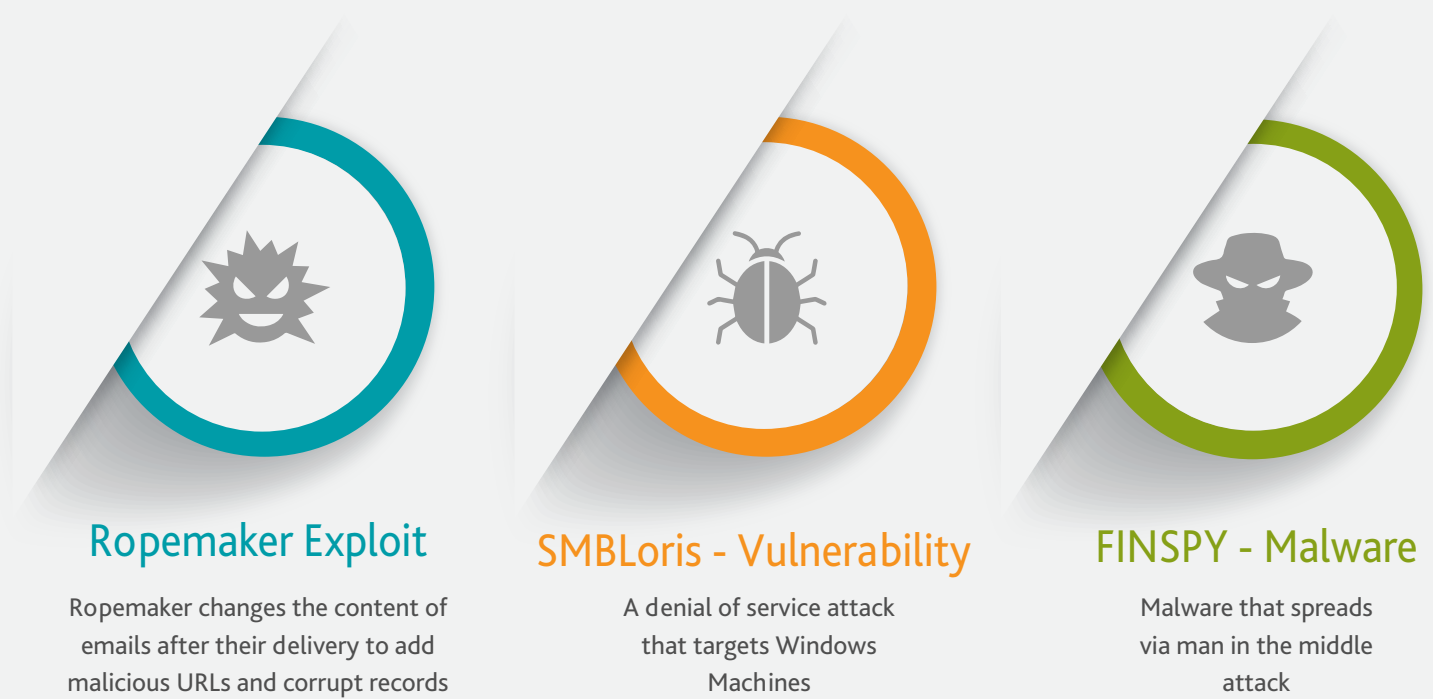 Ropemaker Exploit
Ropemaker changes the content of
emails after their delivery to add
malicious URLs and corrupt records
SMBLoris - Vulnerability
A denial of service attack
that targets Windows
Machines
FINSPY - Malware
Malware that spreads
via man in the middle
attack